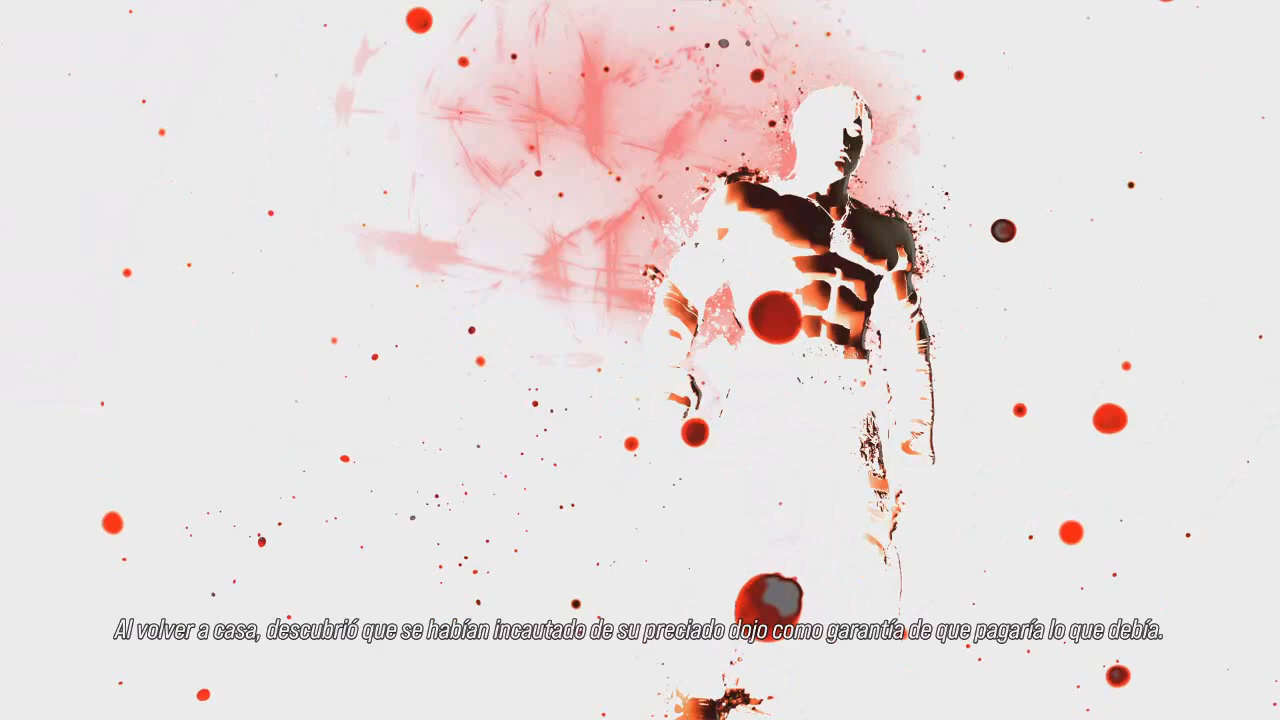 Al volver a casa, descubrió que se habían incautado de su preciado dojo como garantía de que pagaría lo que debía.